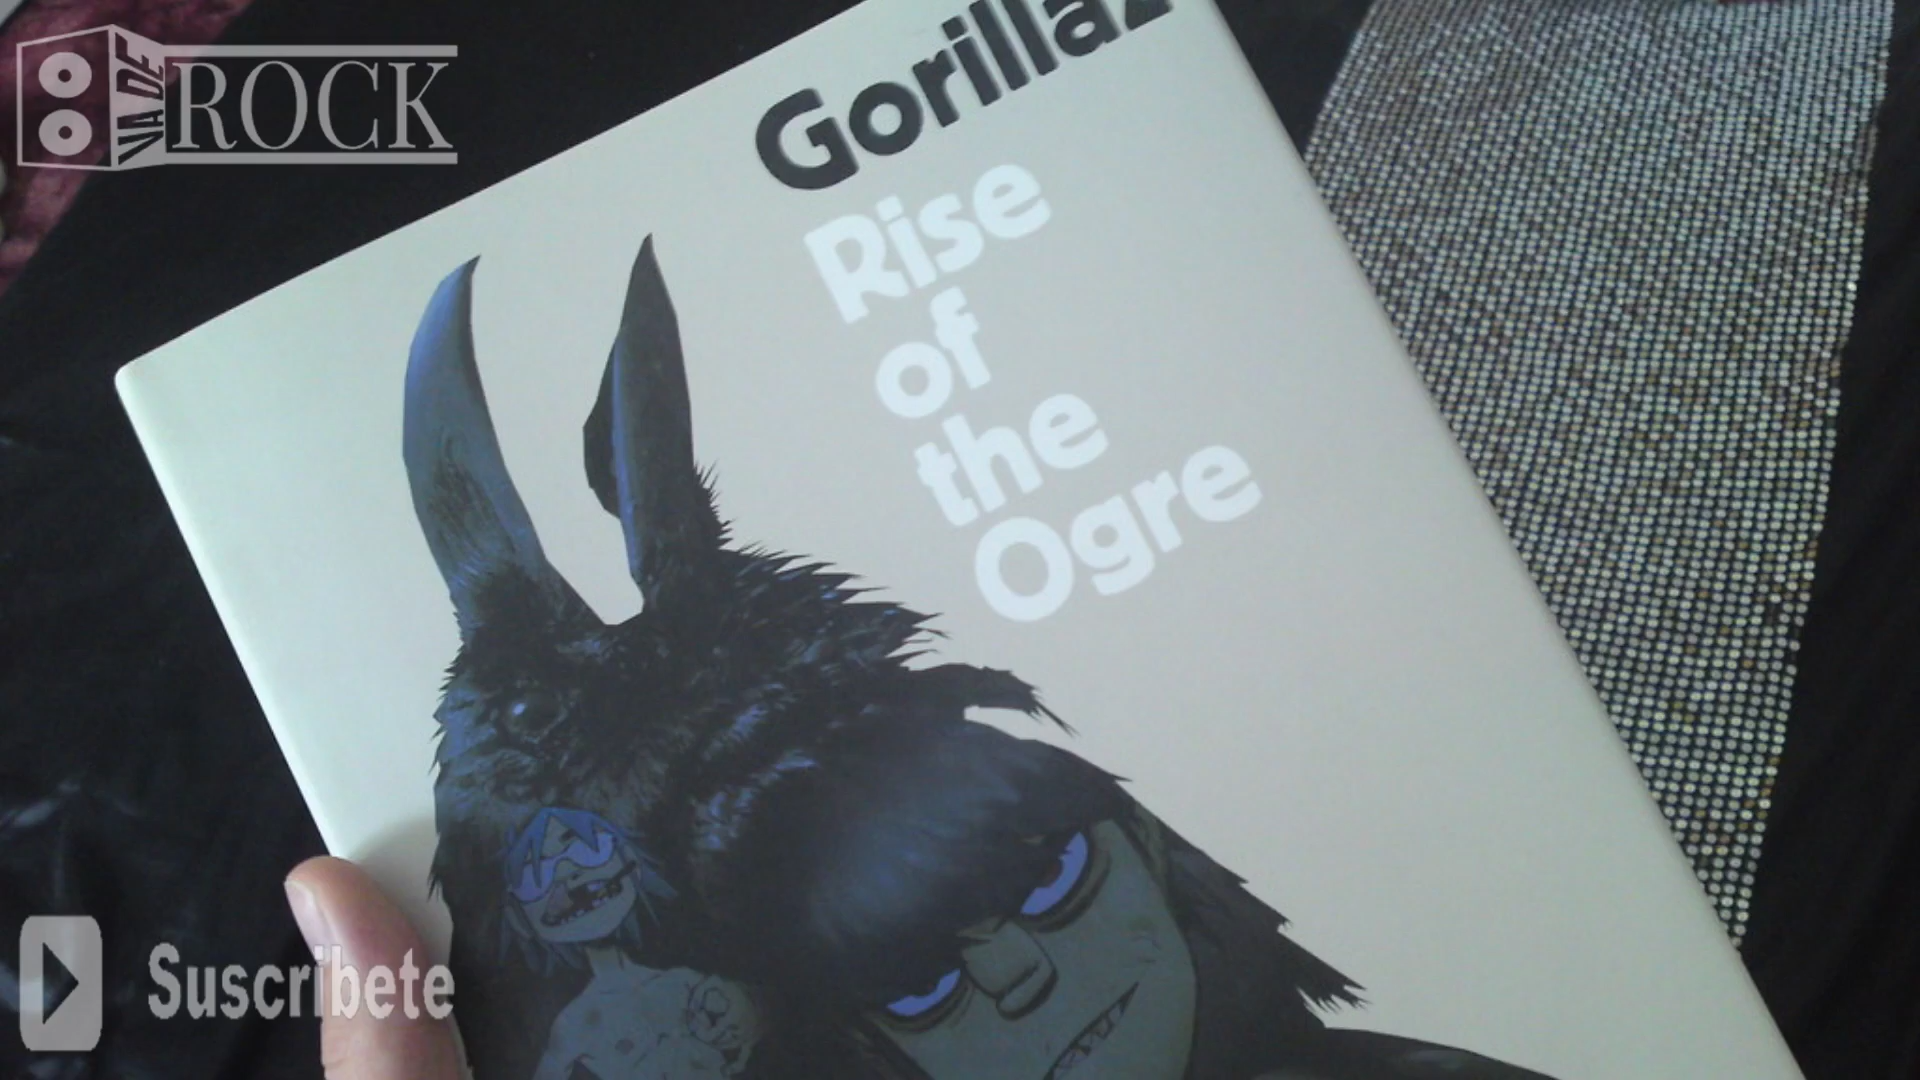 VA DE
ROCK
Gorillaz
Rise
of
the
Ogre
Suscribete